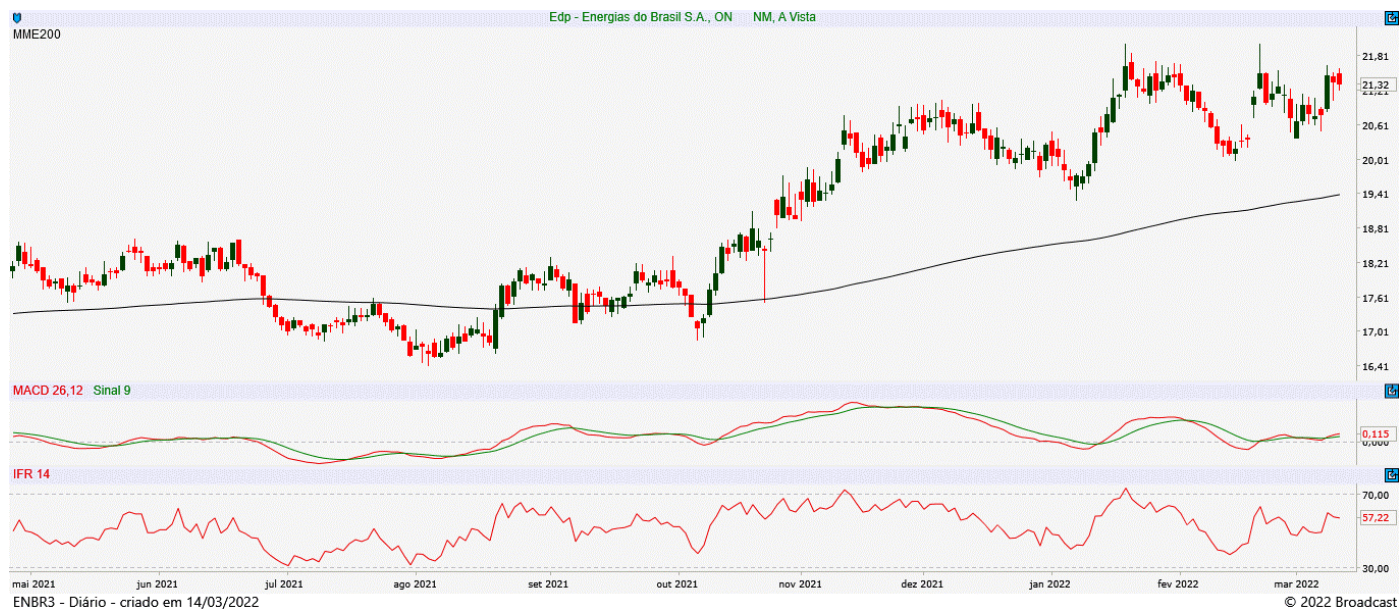 Edp - Energias do Brasil S.A., ON NM, A Vista
MME200
21,81
21,32
21,21
20,61
20,01
19,41
18,81
18,21
17,61
17,01
16,41
MACD 26,12 Sinal 9
0,115
0,000
IFR 14
70,00
57,22
30,00
mai 2021 jun 2021 jul 2021 ago 2021 set 2021 out 2021 nov 2021 dez 2021 jan 2022 fev 2022 mar 2022
ENBR3 - Diário - criado em 14/03/2022 © 2022 Broadcast